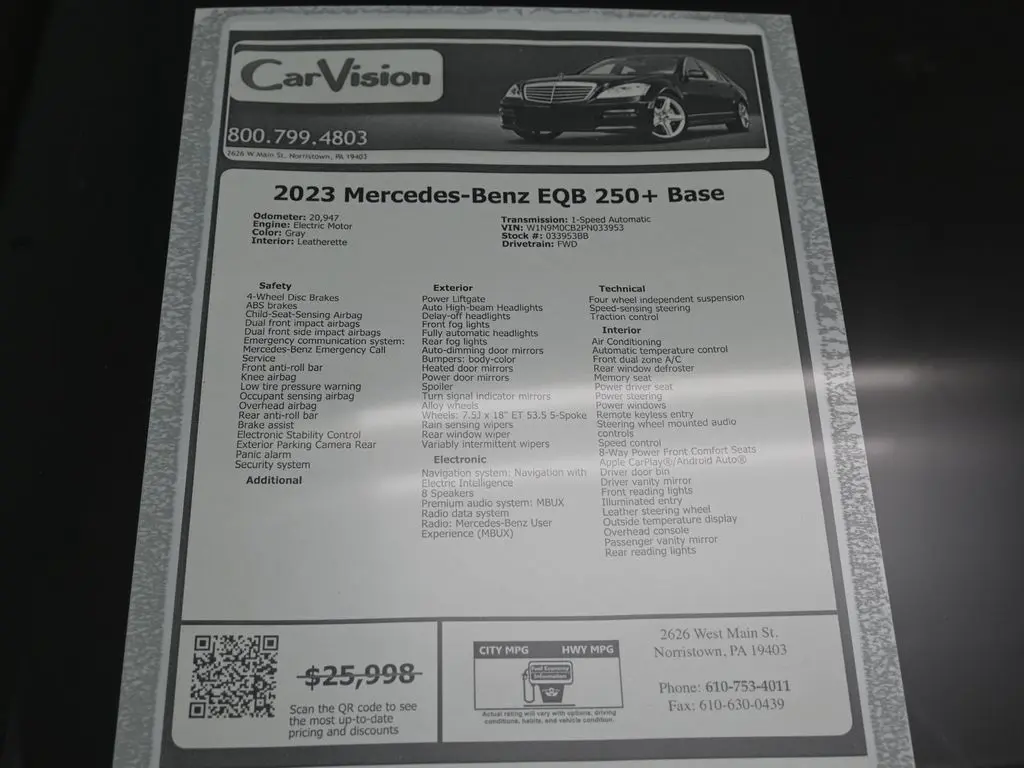 CarVision
800.799.4803
2626 W Main St. Norristown, PA 19403
2023 Mercedes-Benz EQB 250+ Base
Odometer: 20,947
Engine: Electric Motor
Color: Gray
Interior: Leatherette
Transmission: 1-Speed Automatic
VIN: W1N9M0CB2PN033953
Stock #: 033953BB
Drivetrain: FWD
Safety
4-Wheel Disc Brakes
ABS brakes
Child-Seat-Sensing Airbag
Dual front impact airbags
Dual front side impact airbags
Emergency communication system:
Mercedes-Benz Emergency Call
Service
Front anti-roll bar
Knee airbag
Low tire pressure warning
Occupant sensing airbag
Overhead airbag
Rear anti-roll bar
Brake assist
Electronic Stability Control
Exterior Parking Camera Rear
Panic alarm
Security system
Additional
Exterior
Power Liftgate
Auto High-beam Headlights
Delay-off headlights
Front fog lights
Fully automatic headlights
Rear fog lights
Auto-dimming door mirrors
Bumpers: body-color
Heated door mirrors
Power door mirrors
Spoiler
Turn signal indicator mirrors
Alloy wheels
Wheels: 7.5J x 18" ET 53.5 5-Spoke
Rain sensing wipers
Rear window wiper
Variably intermittent wipers
Electronic
Navigation system: Navigation with
Electric Intelligence
8 Speakers
Premium audio system: MBUX
Radio data system
Radio: Mercedes-Benz User
Experience (MBUX)
Technical
Four wheel independent suspension
Speed-sensing steering
Traction control
Interior
Air Conditioning
Automatic temperature control
Front dual zone A/C
Rear window defroster
Memory seat
Power driver seat
Power steering
Power windows
Remote keyless entry
Steering wheel mounted audio
controls
Speed control
8-Way Power Front Comfort Seats
Apple CarPlay®/Android Auto®
Driver door bin
Driver vanity mirror
Front reading lights
Illuminated entry
Leather steering wheel
Outside temperature display
Overhead console
Passenger vanity mirror
Rear reading lights
$25,998
Scan the QR code to see
the most up-to-date
pricing and discounts
CITY MPG HWY MPG
Fuel Economy
Information
Actual rating will vary with options, driving
conditions, habits, and vehicle condition.
2626 West Main St.
Norristown, PA 19403
Phone: 610-753-4011
Fax: 610-630-0439